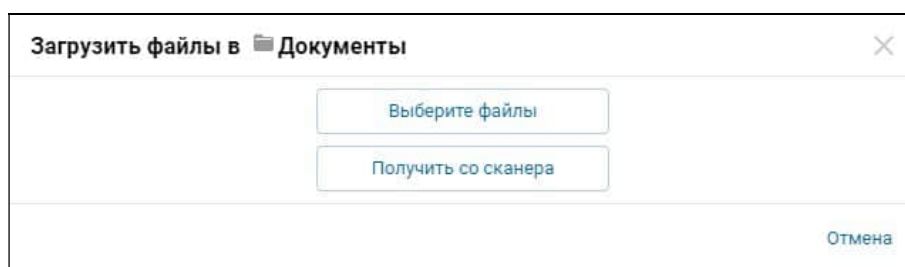 Загрузить файлы в Документы
Выберите файлы
Получить со сканера
Отмена